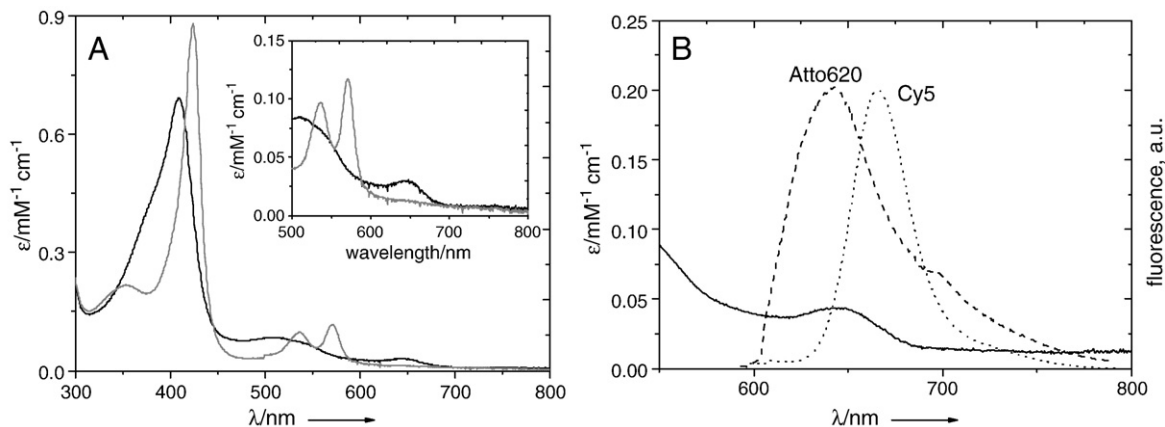 A
0.9
0.6
0.3
0.0
ε/mM⁻¹ cm⁻¹
300 400 500 600 700 800
λ/nm
0.15
0.10
0.05
0.00
ε/mM⁻¹ cm⁻¹
500 600 700 800
wavelength/nm
B
0.25
0.20
0.15
0.10
0.05
0.00
ε/mM⁻¹ cm⁻¹
Atto620
Cy5
600 700 800
λ/nm
fluorescence, a.u.